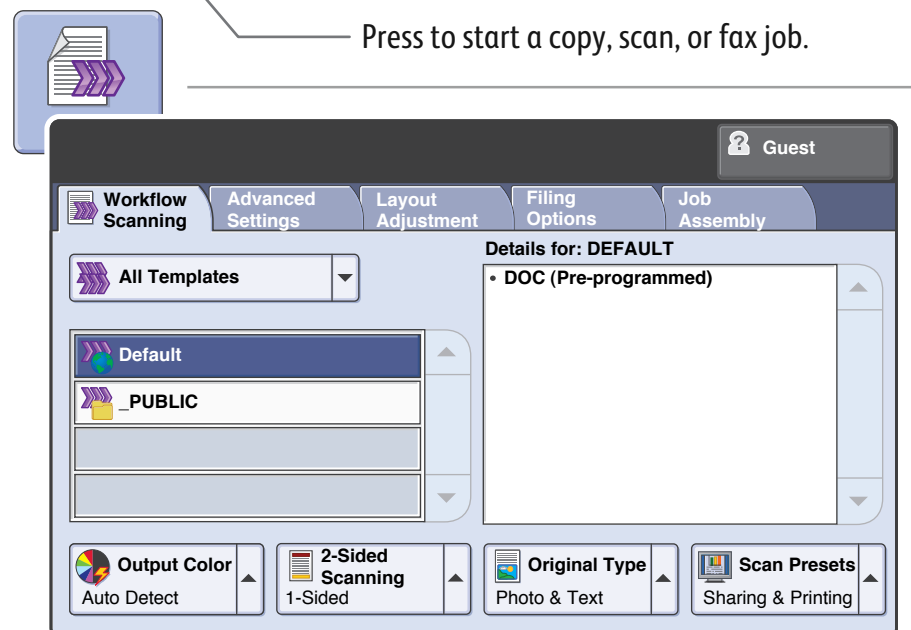 Press to start a copy, scan, or fax job.
Guest
Workflow
Scanning
Advanced
Settings
Layout
Adjustment
Filing
Options
Job
Assembly
All Templates
Details for: DEFAULT
• DOC (Pre-programmed)
Default
_PUBLIC
Output Color
Auto Detect
2-Sided
Scanning
1-Sided
Original Type
Photo & Text
Scan Presets
Sharing & Printing